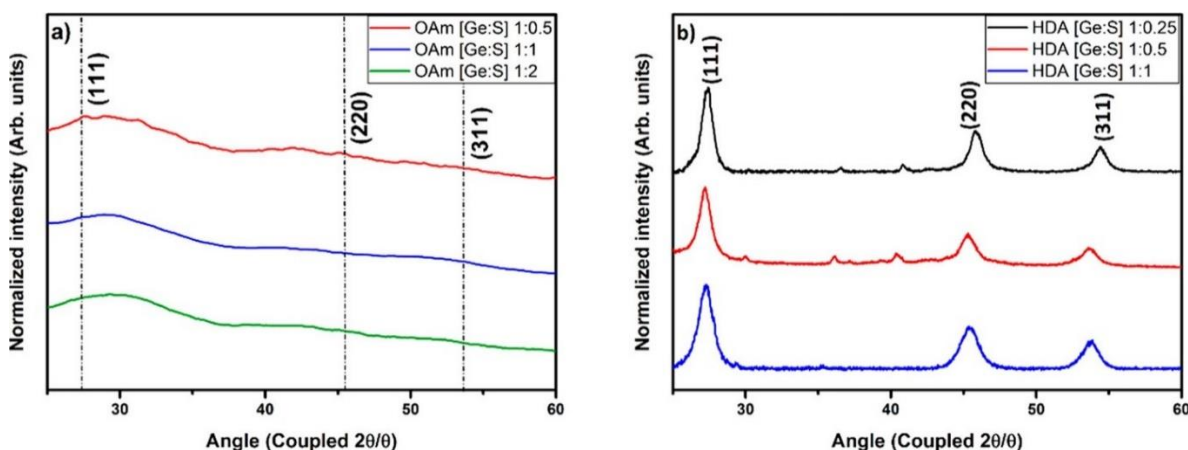 a)
OAm [Ge:S] 1:0.5
OAm [Ge:S] 1:1
OAm [Ge:S] 1:2
(111)
(220)
(311)
Normalized intensity (Arb. units)
30
40
50
60
Angle (Coupled 2θ/θ)
b)
HDA [Ge:S] 1:0.25
HDA [Ge:S] 1:0.5
HDA [Ge:S] 1:1
(111)
(220)
(311)
Normalized intensity (Arb. units)
30
40
50
60
Angle (Coupled 2θ/θ)